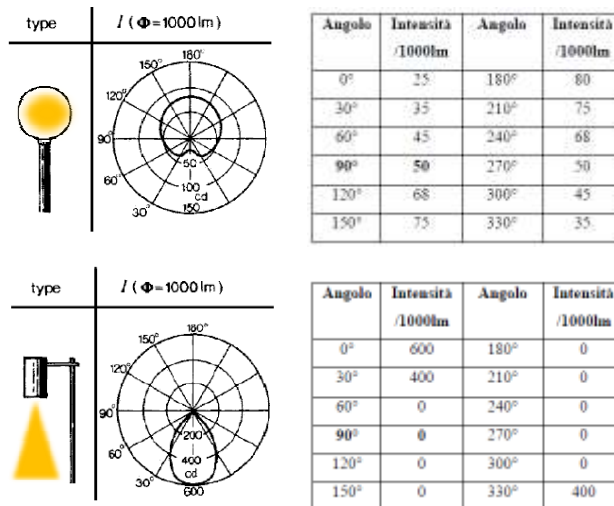 type I (Φ=1000 lm)
180°
150°
120°
90°
60°
30°
50
100
cd
150
Angolo Intensità /1000lm Angolo Intensità /1000lm
0° 25 180° 80
30° 35 210° 75
60° 45 240° 68
90° 50 270° 50
120° 68 300° 45
150° 75 330° 35
type I (Φ=1000 lm)
180°
150°
120°
90°
60°
30°
200
400
cd
600
Angolo Intensità /1000lm Angolo Intensità /1000lm
0° 600 180° 0
30° 400 210° 0
60° 0 240° 0
90° 0 270° 0
120° 0 300° 0
150° 0 330° 400